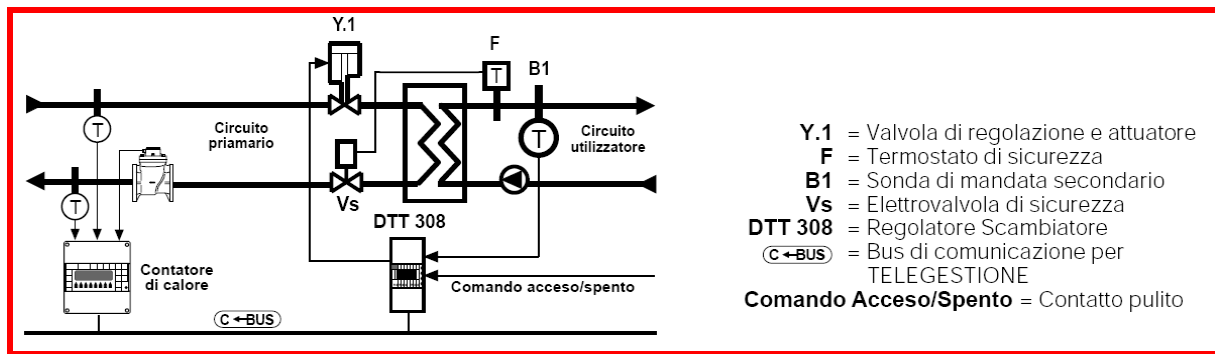 Y.1
F
B1
T
T
T
T
Circuito
priamario
Circuito
utilizzatore
Vs
DTT 308
Contatore
di calore
Comando acceso/spento
C BUS
Y.1 = Valvola di regolazione e attuatore
F = Termostato di sicurezza
B1 = Sonda di mandata secondario
Vs = Elettrovalvola di sicurezza
DTT 308 = Regolatore Scambiatore
C BUS = Bus di comunicazione per
TELEGESTIONE
Comando Acceso/Spento = Contatto pulito